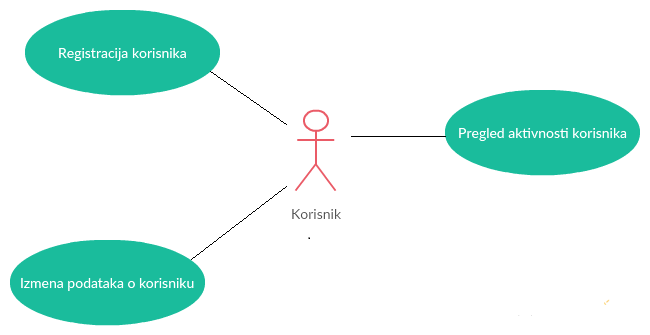 Registracija korisnika
Pregled aktivnosti korisnika
Korisnik
Izmena podataka o korisniku